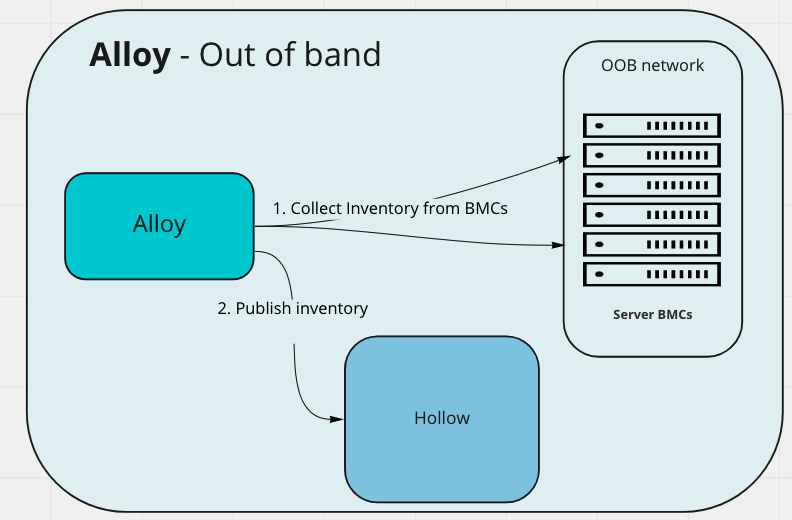 Alloy - Out of band
OOB network
Alloy
1. Collect Inventory from BMCs
2. Publish inventory
Server BMCs
Hollow